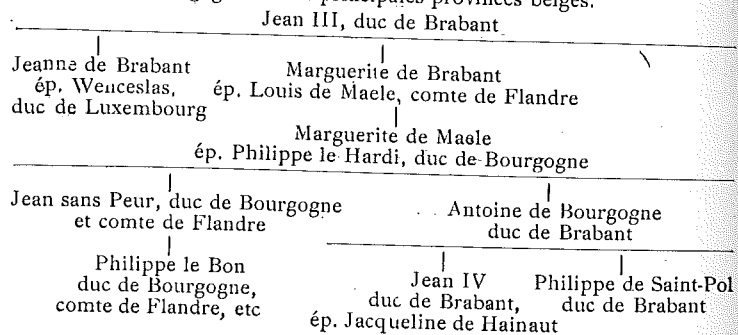 principales provinces belges.
Jean III, duc de Brabant
Jeanne de Brabant
ép. Wenceslas,
duc de Luxembourg
Marguerite de Brabant
ép. Louis de Maele, comte de Flandre
Marguerite de Maele
ép. Philippe le Hardi, duc de Bourgogne
Jean sans Peur, duc de Bourgogne
et comte de Flandre
Antoine de Bourgogne
duc de Brabant
Philippe le Bon
duc de Bourgogne,
comte de Flandre, etc
Jean IV
duc de Brabant,
ép. Jacqueline de Hainaut
Philippe de Saint-Pol
duc de Brabant